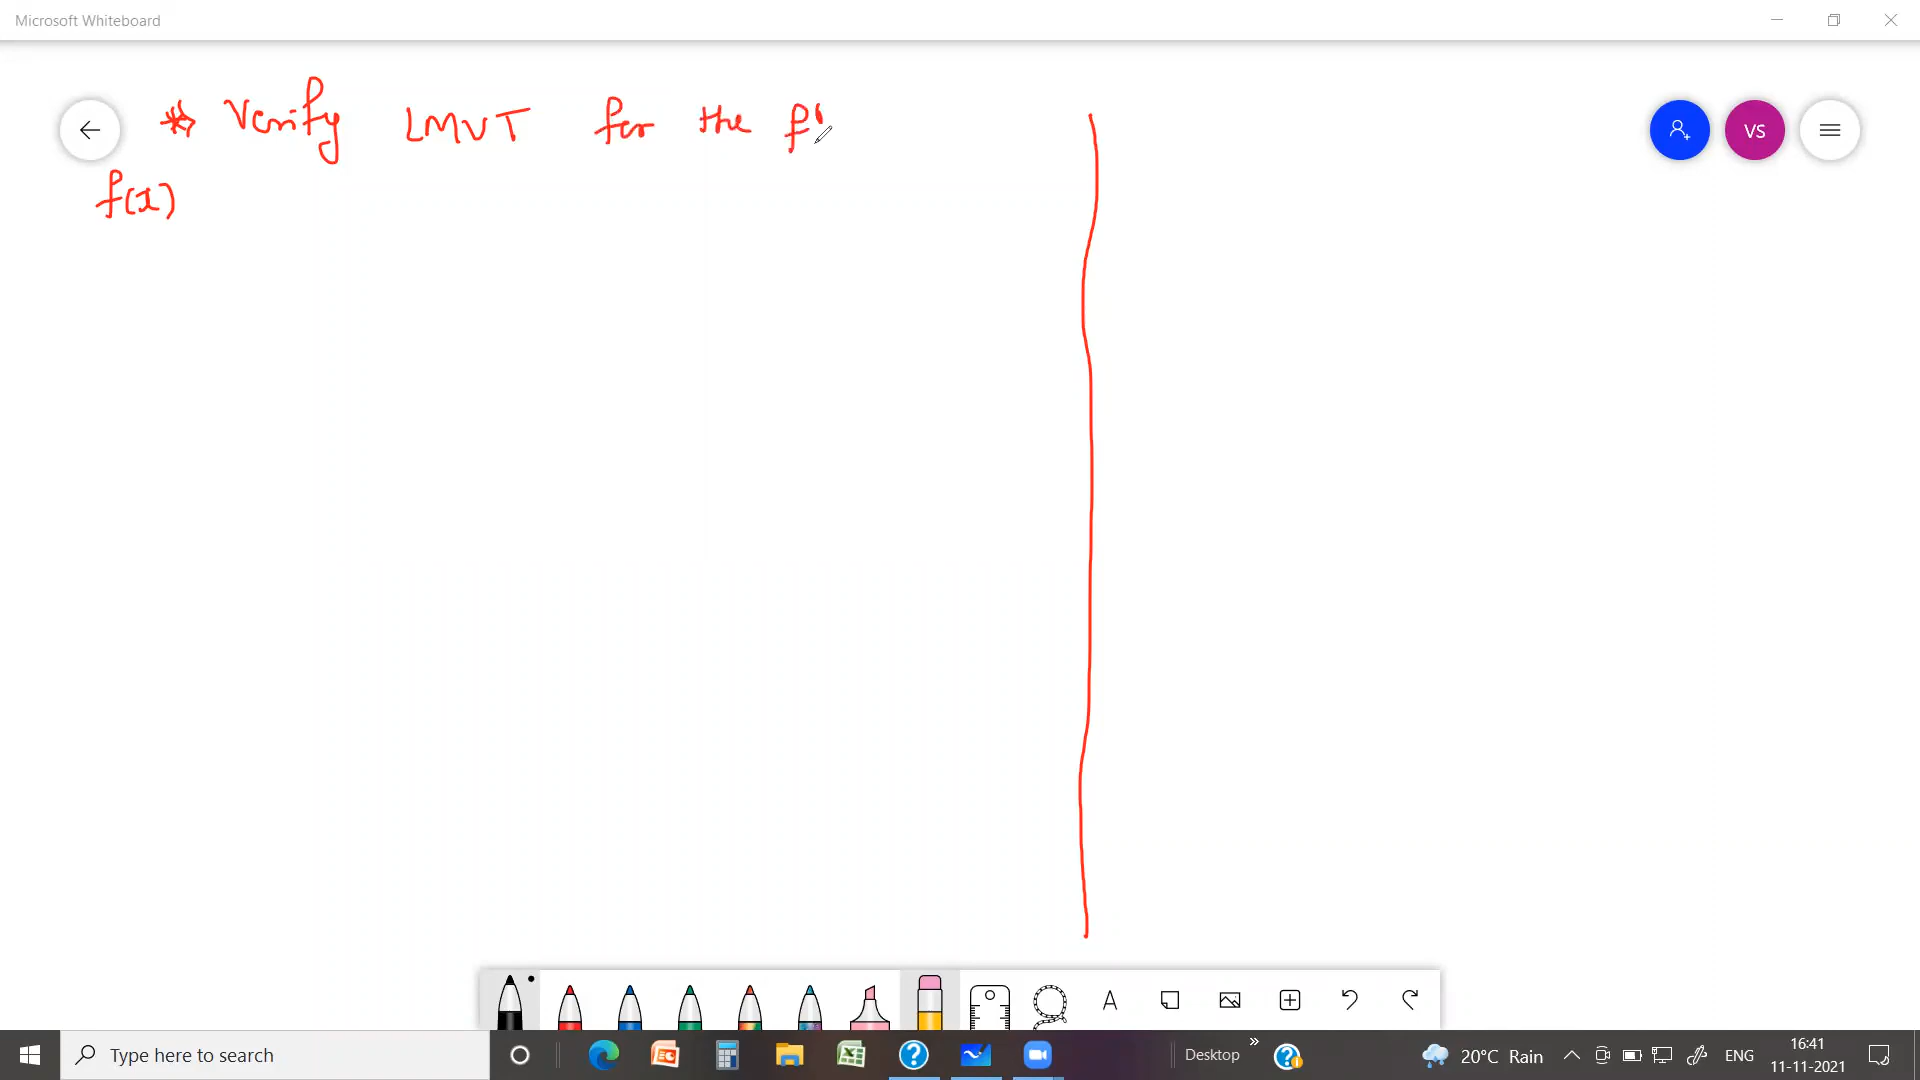 Microsoft Whiteboard
* Verify LMVT for the
f(x)
VS
A
Type here to search
Desktop
20°C Rain
ENG
16:41
11-11-2021